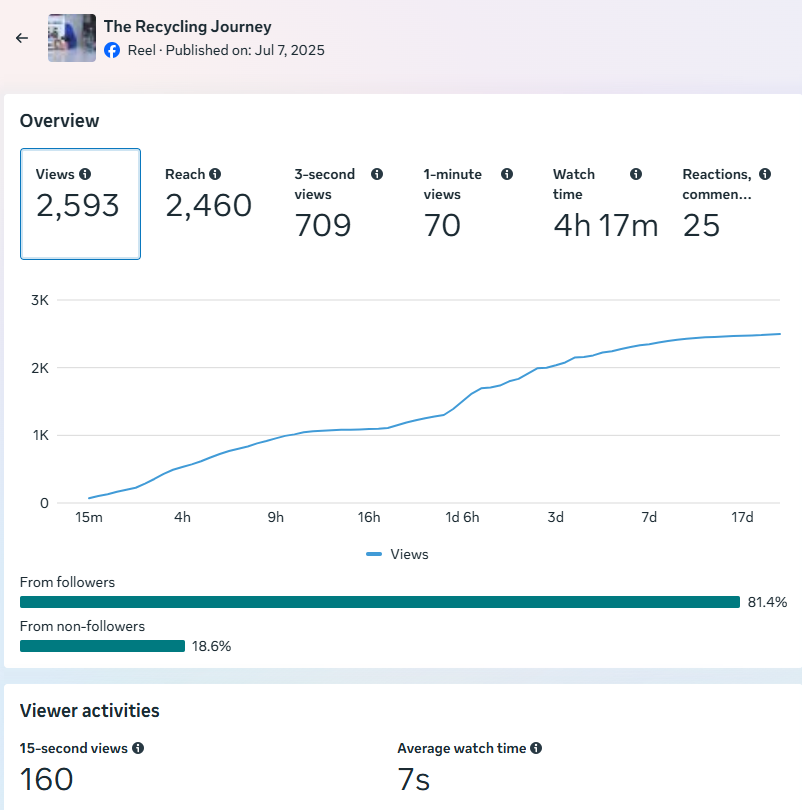 The Recycling Journey
Reel · Published on: Jul 7, 2025
Overview
Views
2,593
Reach
2,460
3-second
views
709
1-minute
views
70
Watch
time
4h 17m
Reactions,
commen...
25
3K
2K
1K
0
15m 4h 9h 16h 1d 6h 3d 7d 17d
Views
From followers
81.4%
From non-followers
18.6%
Viewer activities
15-second views
160
Average watch time
7s